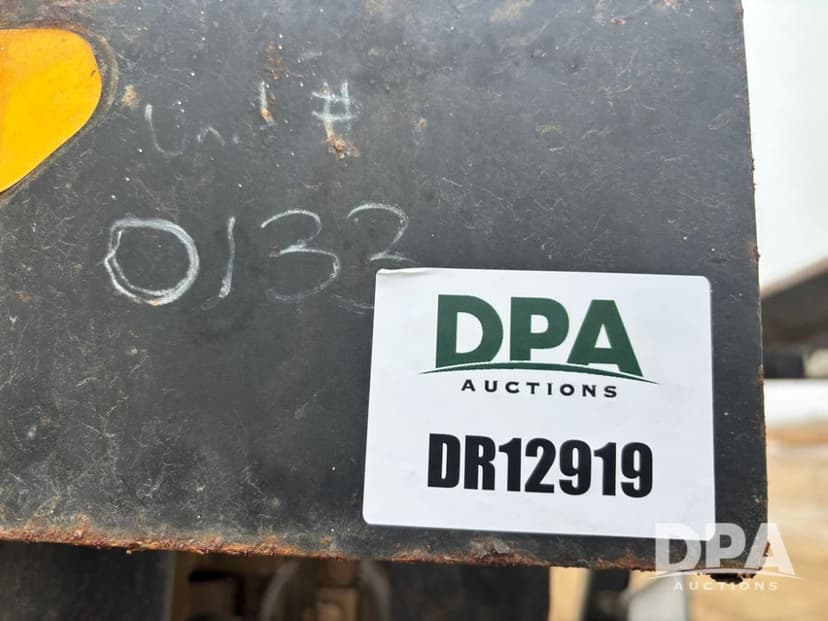 Unit #
0133
DPA
AUCTIONS
DR12919
DPA
AUCTIONS